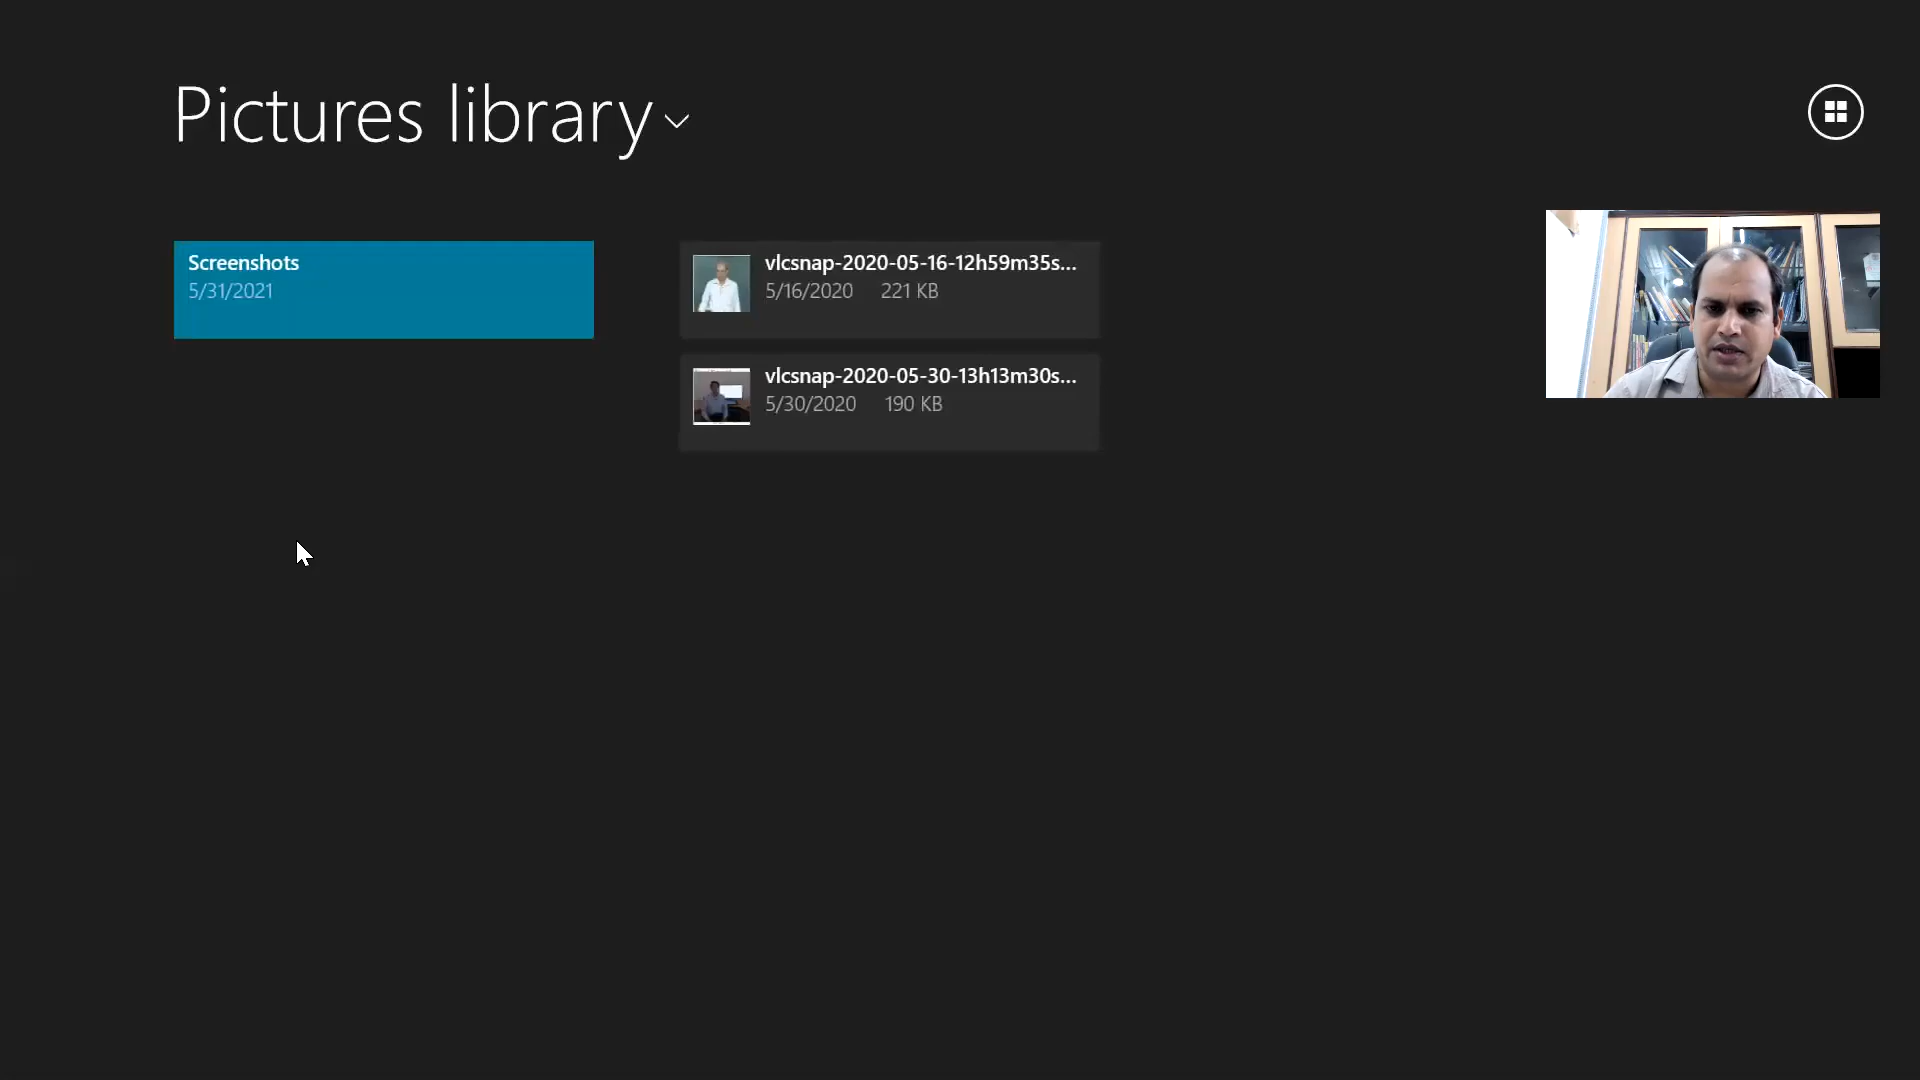 Pictures library
Screenshots
5/31/2021
vlcsnap-2020-05-16-12h59m35s...
5/16/2020 221 KB
vlcsnap-2020-05-30-13h13m30s...
5/30/2020 190 KB